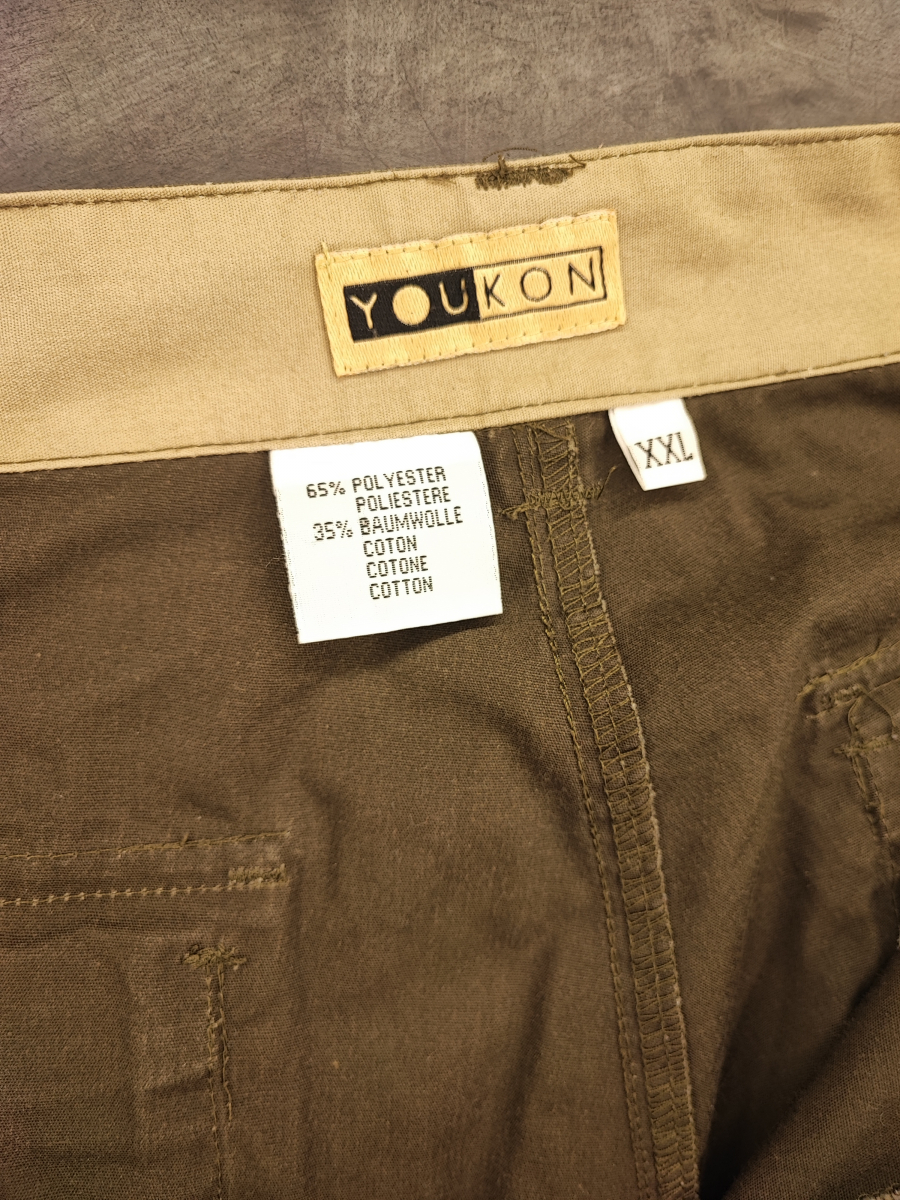 YOUKON
XXL
65% POLYESTER
POLIESTERE
35% BAUMWOLLE
COTON
COTONE
COTTON